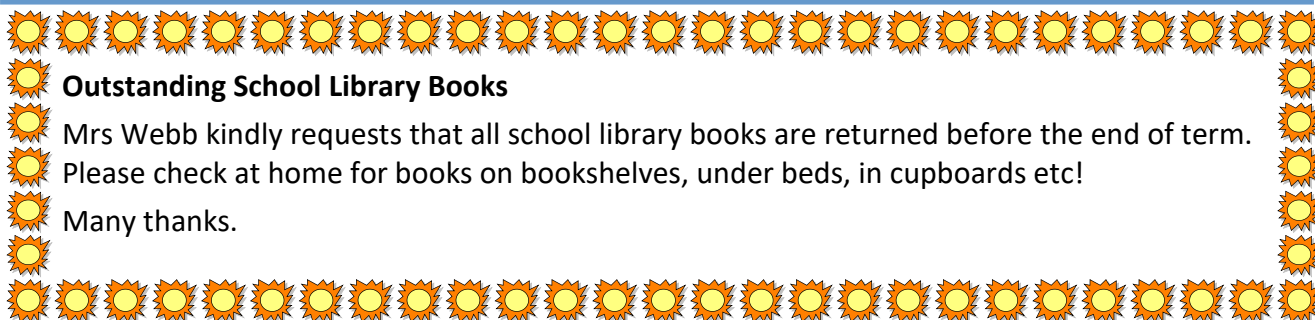 Outstanding School Library Books
Mrs Webb kindly requests that all school library books are returned before the end of term.
Please check at home for books on bookshelves, under beds, in cupboards etc!
Many thanks.